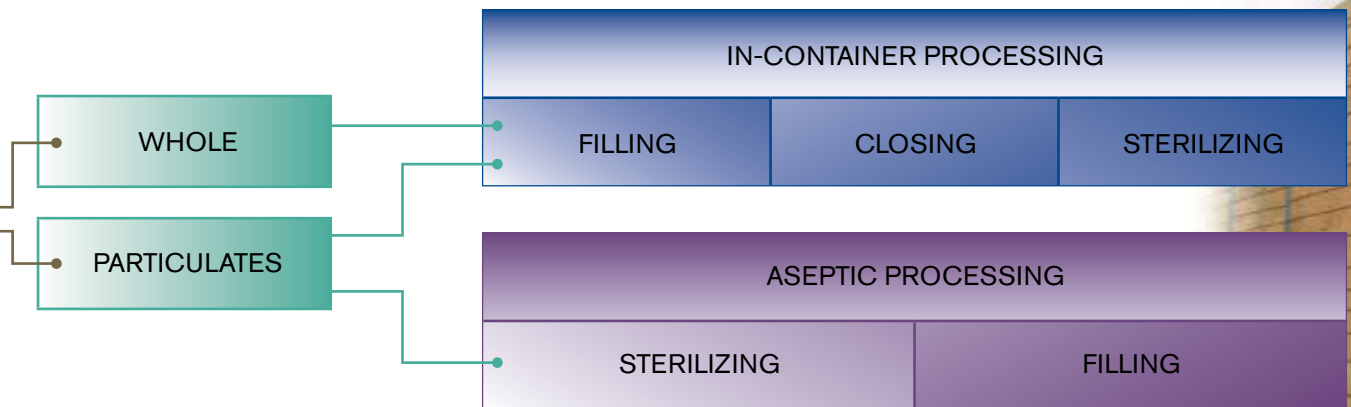 IN-CONTAINER PROCESSING
WHOLE
FILLING
CLOSING
STERILIZING
PARTICULATES
ASEPTIC PROCESSING
STERILIZING
FILLING